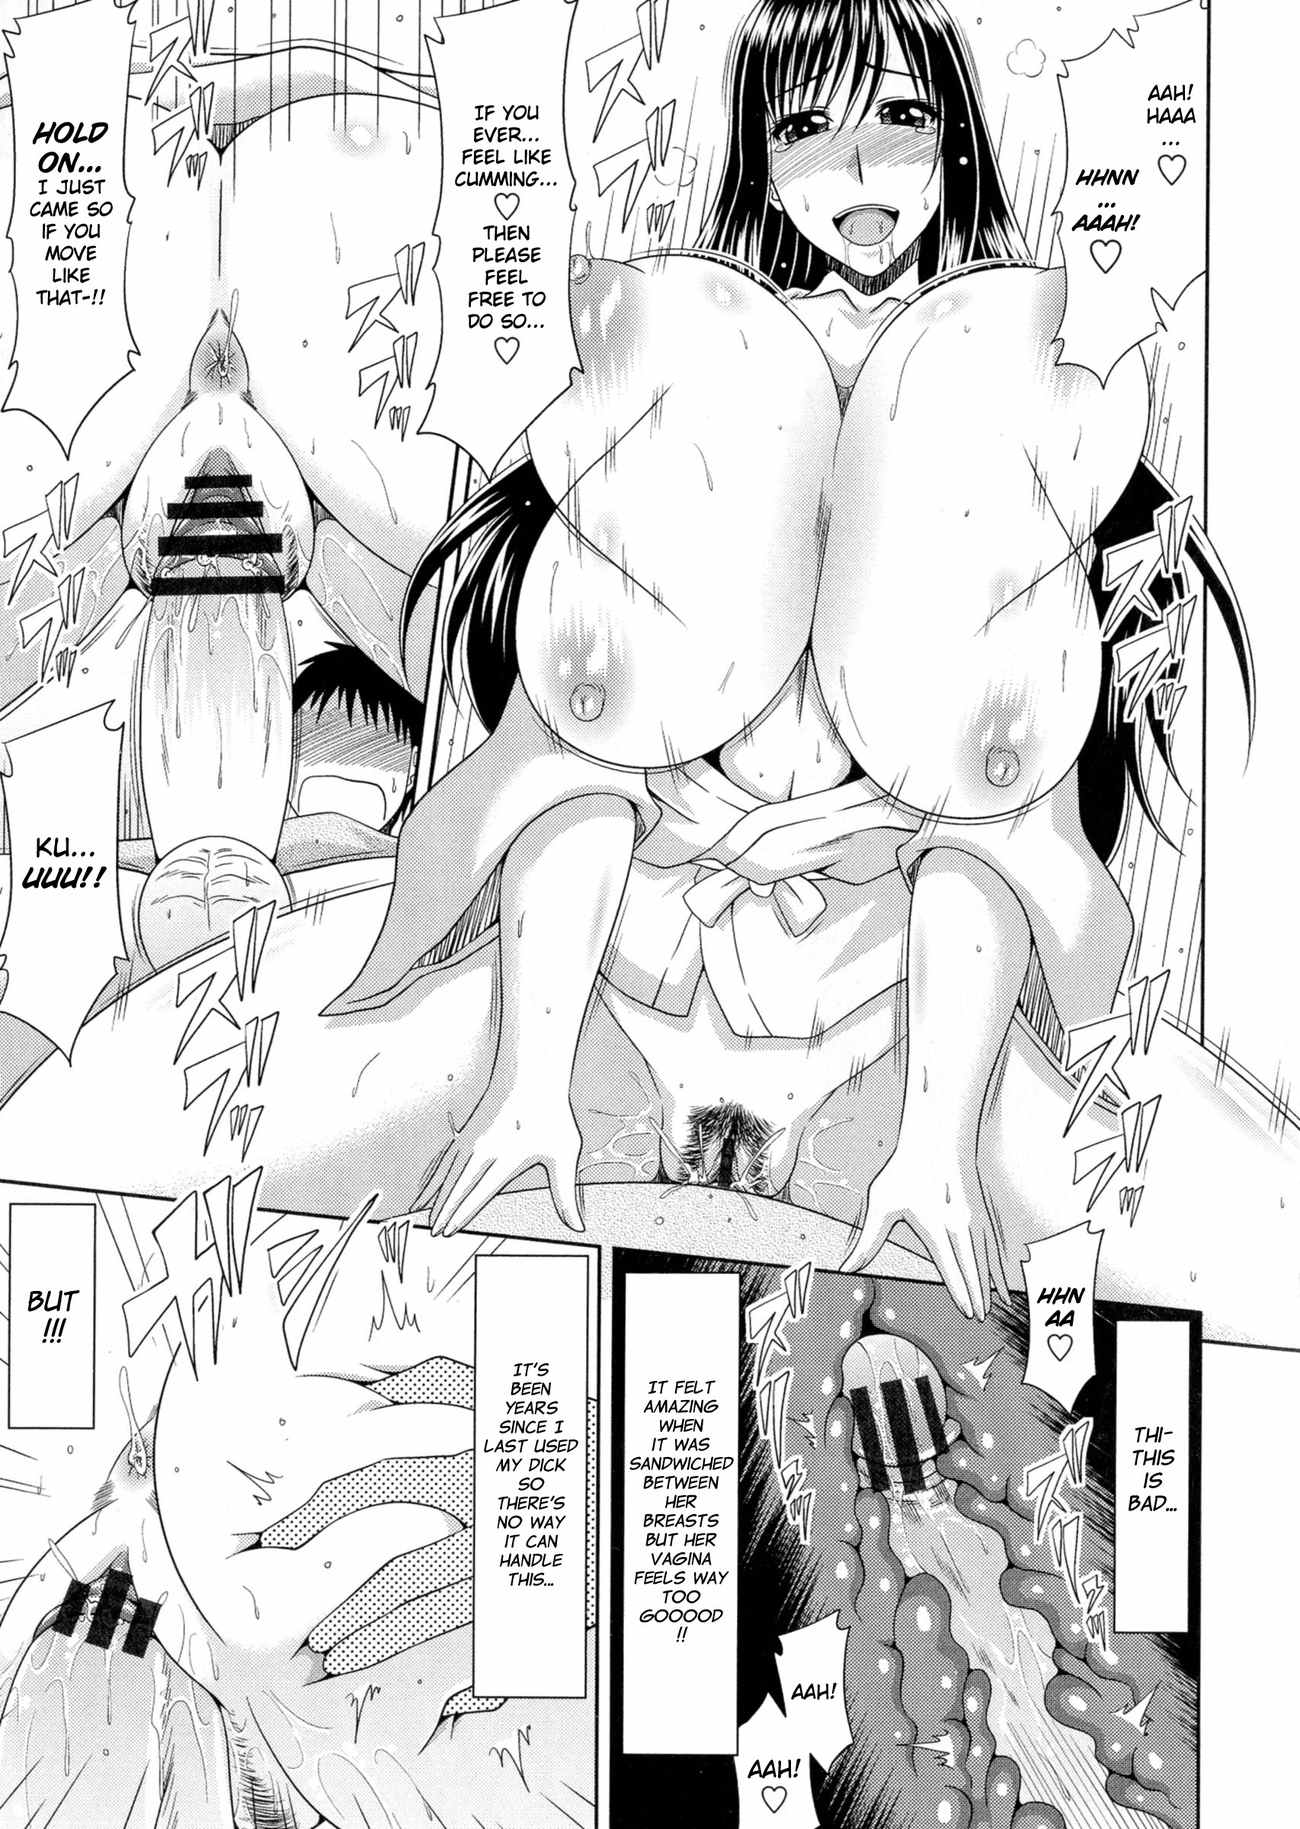 AAH!
HAAA
...
♡
HHNN
...
AAAH!
♡
IF YOU
EVER...
FEEL LIKE
CUMMING...
♡
THEN
PLEASE
FEEL
FREE TO
DO SO...
♡
HOLD
ON...
I JUST
CAME SO
IF YOU
MOVE
LIKE
THAT-!!
KU...
UUU!!
HHN
AA
♡
THI-
THIS IS
BAD...
IT FELT
AMAZING
WHEN
IT WAS
SANDWICHED
BETWEEN
HER
BREASTS
BUT HER
VAGINA
FEELS WAY
TOO
GOOOOD
!!
AAH!
AAH!
♡
IT'S
BEEN
YEARS
SINCE I
LAST USED
MY DICK SO
THERE'S
NO WAY
IT CAN
HANDLE
THIS...
BUT
!!!